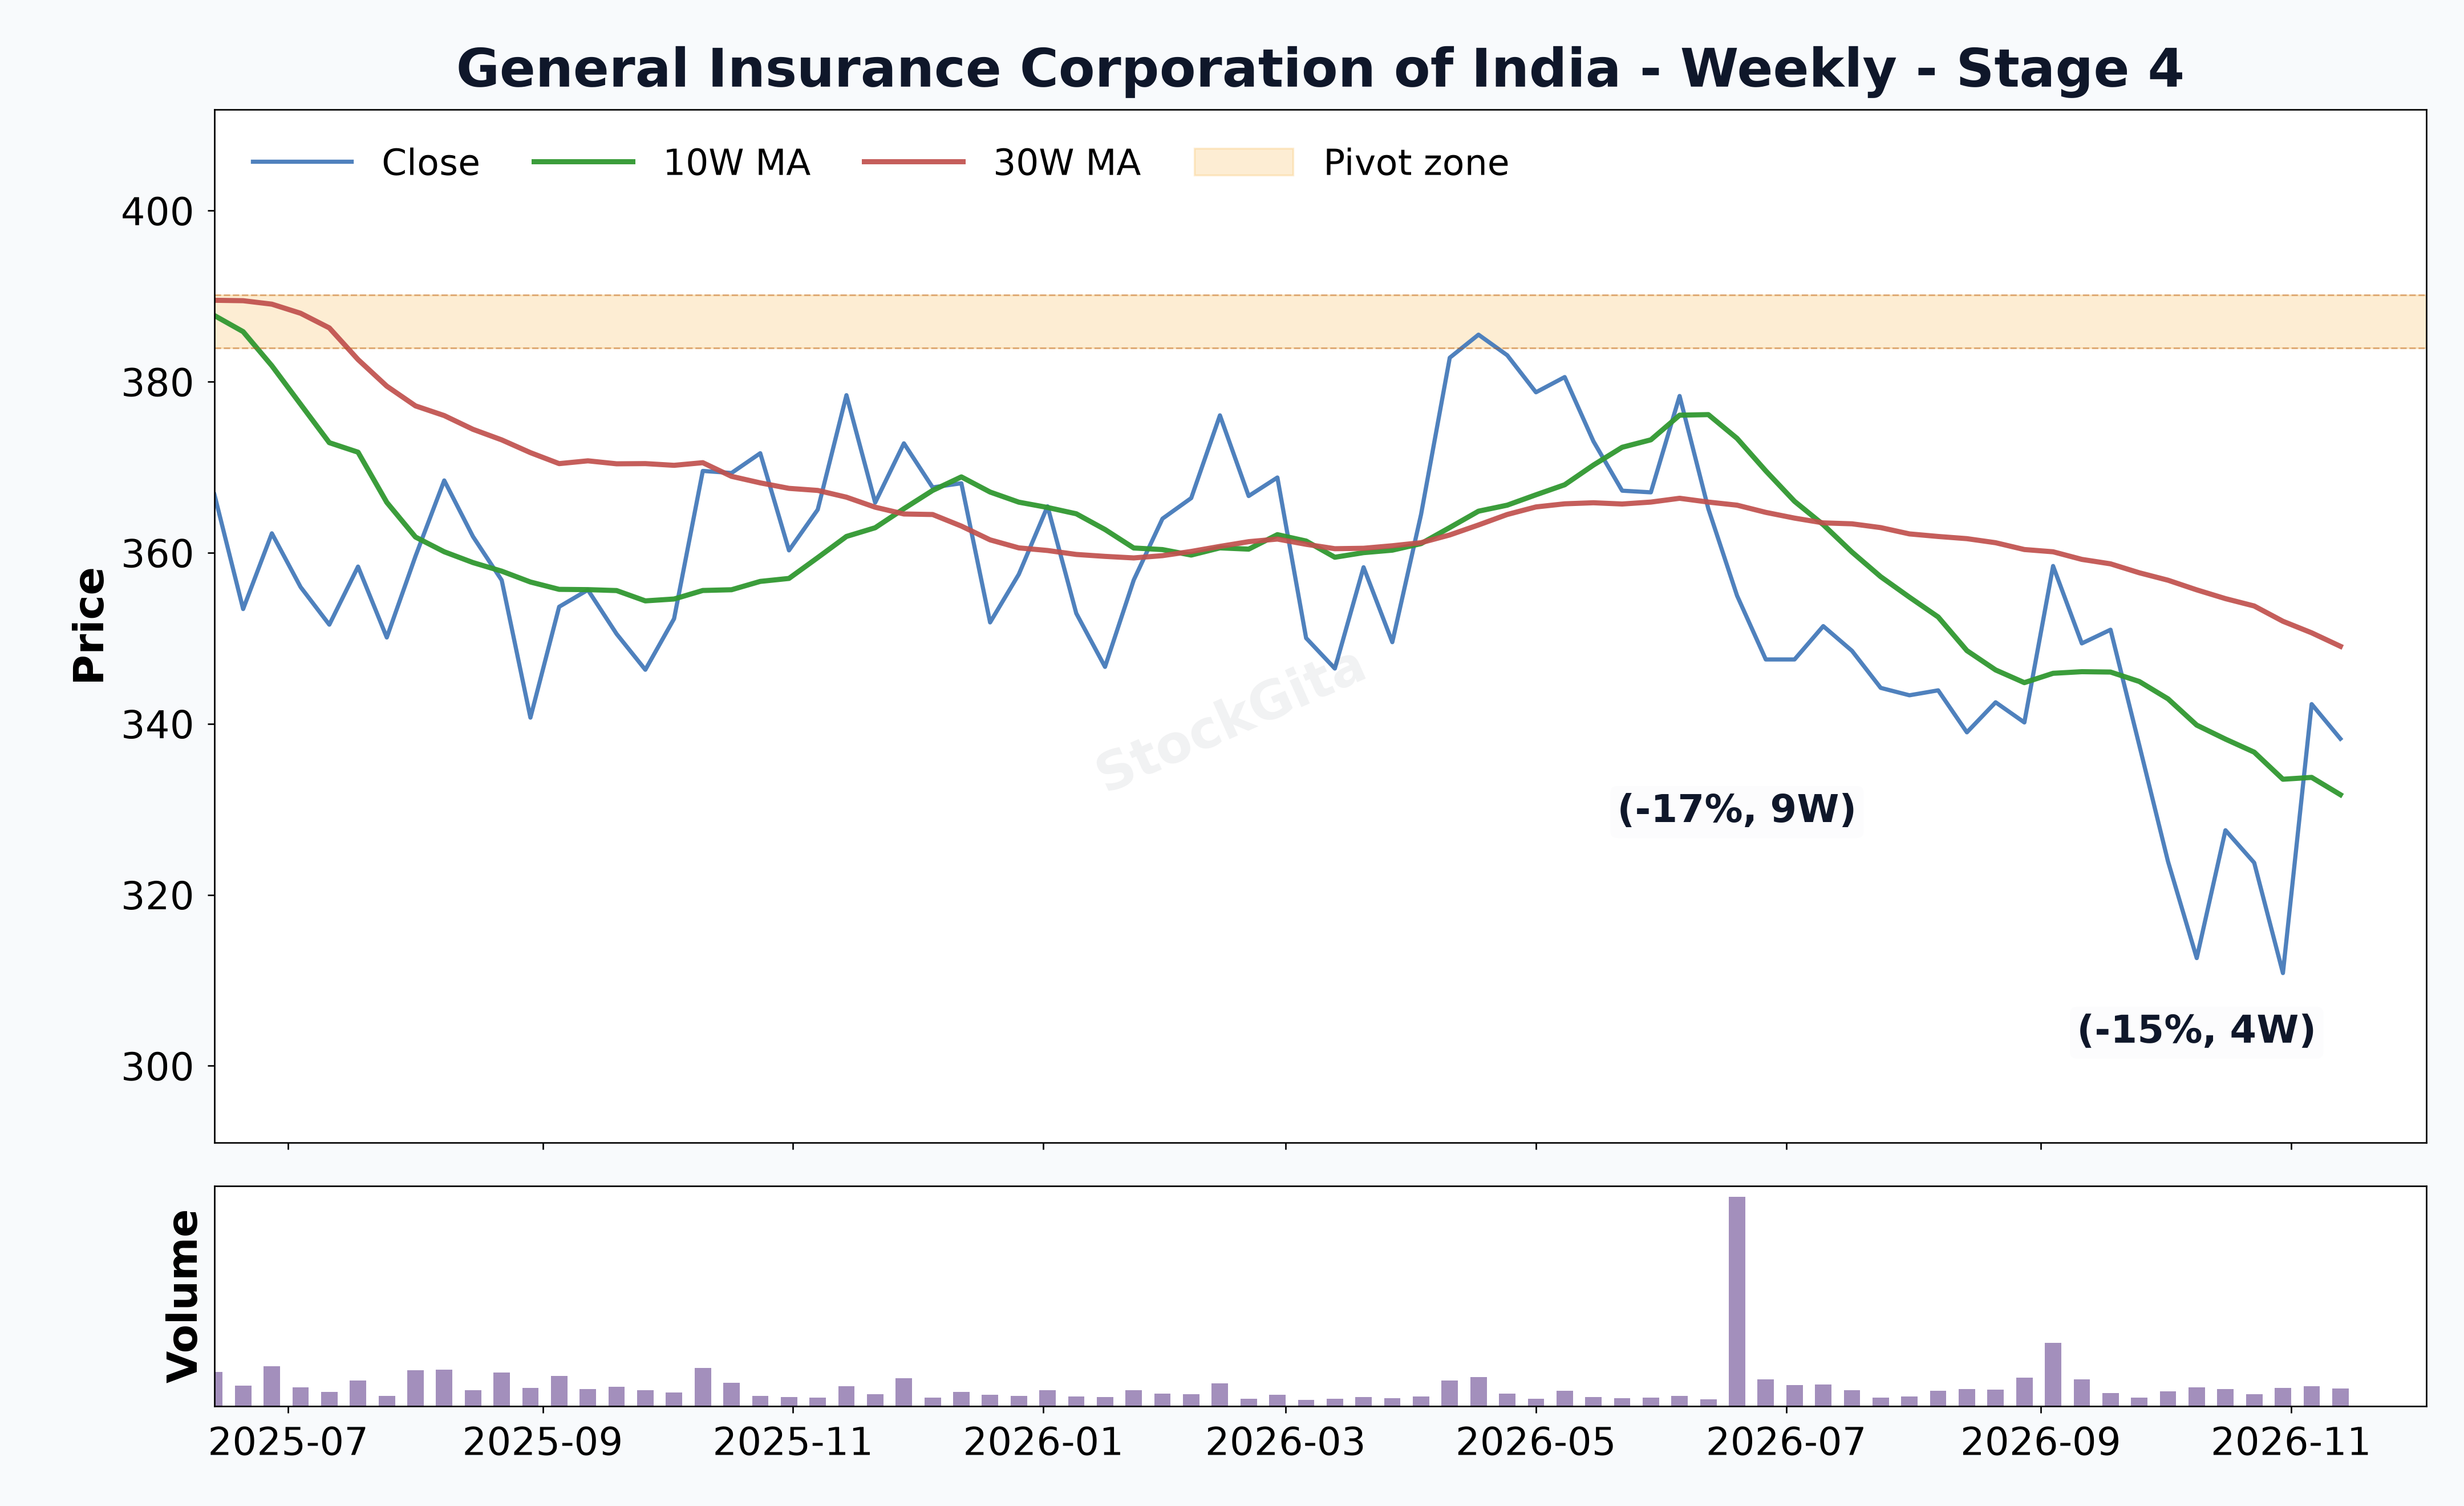 General Insurance Corporation of India - Weekly - Stage 4
Close 10W MA 30W MA Pivot zone
400
380
360
340
320
300
Price
StockGita
(-17%, 9W)
(-15%, 4W)
Volume
2025-07 2025-09 2025-11 2026-01 2026-03 2026-05 2026-07 2026-09 2026-11